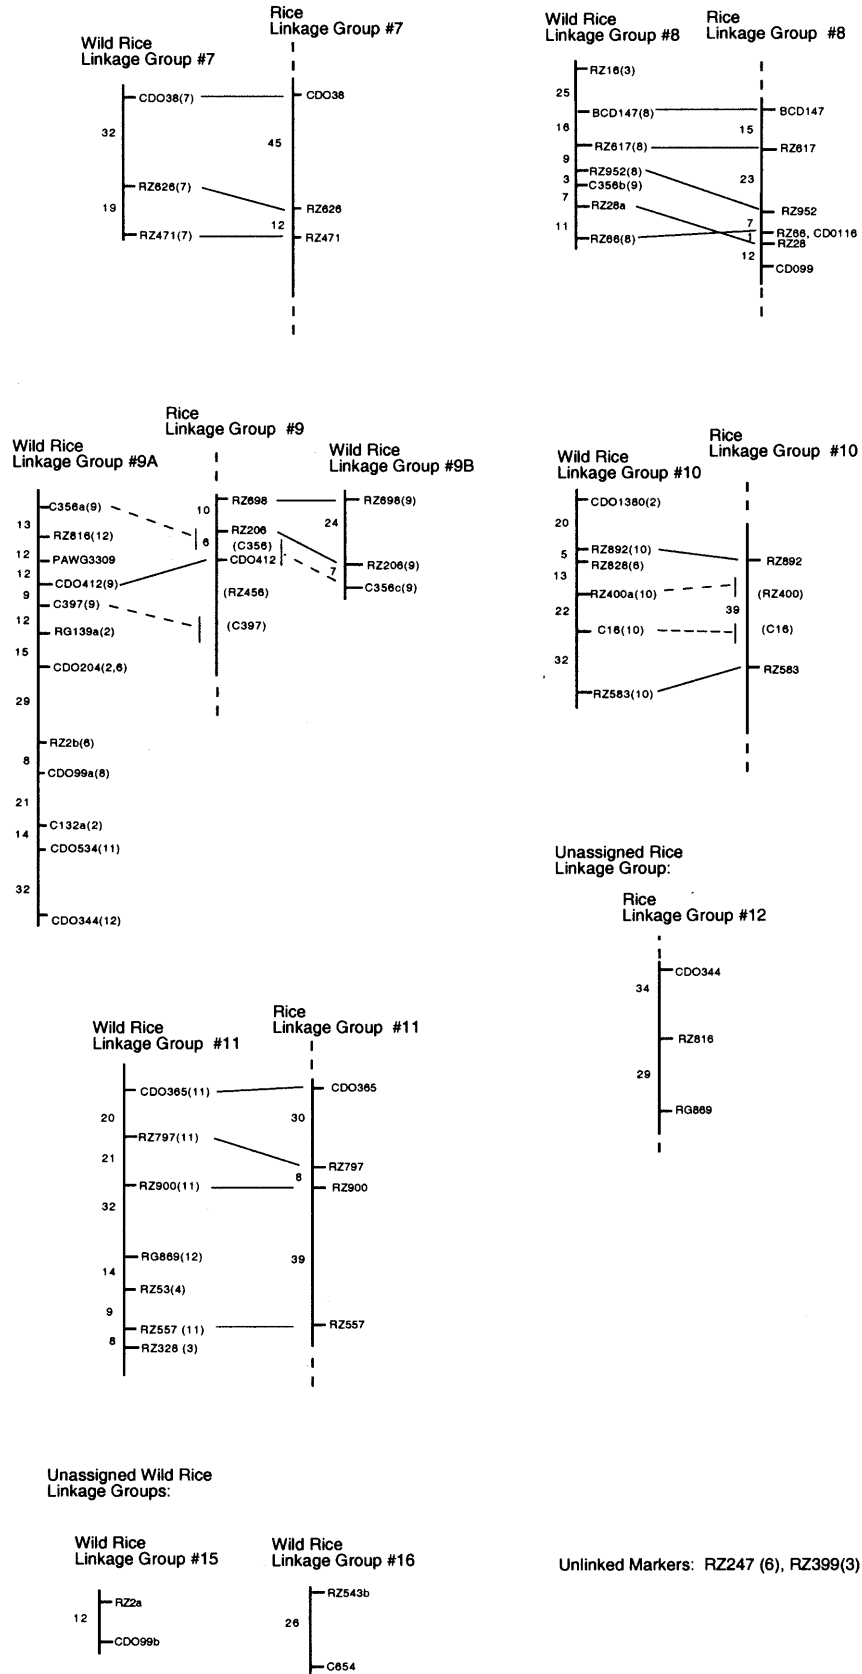 Wild Rice
Linkage Group #7
Rice
Linkage Group #7
CDO38(7)
CDO38
32
45
RZ626(7)
RZ626
19
12
RZ471(7)
RZ471
Wild Rice
Linkage Group #8
Rice
Linkage Group #8
RZ16(3)
25
BCD147(8)
BCD147
16
15
RZ617(8)
RZ617
9
RZ952(8)
3
C356b(9)
23
7
RZ28a
RZ952
7
11
RZ66(8)
RZ66, CD0116
1
RZ28
12
CD099
Wild Rice
Linkage Group #9A
Rice
Linkage Group #9
Wild Rice
Linkage Group #9B
C356a(9)
RZ698
RZ698(9)
13
10
24
RZ816(12)
RZ206
6
(C356)
12
PAWG3309
CDO412
RZ206(9)
12
7
CDO412(9)
C356c(9)
9
(RZ456)
C397(9)
12
(C397)
RG139a(2)
15
CDO204(2,6)
29
RZ2b(6)
8
CDO99a(8)
21
C132a(2)
14
CDO534(11)
32
CDO344(12)
Wild Rice
Linkage Group #10
Rice
Linkage Group #10
CDO1380(2)
20
RZ892(10)
RZ892
5
RZ828(6)
13
RZ400a(10)
(RZ400)
22
39
C16(10)
(C16)
32
RZ583
RZ583(10)
Unassigned Rice
Linkage Group:
Rice
Linkage Group #12
CDO344
34
RZ816
29
RG869
Wild Rice
Linkage Group #11
Rice
Linkage Group #11
CDO365(11)
CDO365
20
30
RZ797(11)
21
RZ797
8
RZ900(11)
RZ900
32
RG869(12)
39
14
RZ53(4)
9
RZ557 (11)
RZ557
8
RZ328 (3)
Unassigned Wild Rice
Linkage Groups:
Wild Rice
Linkage Group #15
Wild Rice
Linkage Group #16
RZ2a
RZ543b
12
26
CDO99b
C654
Unlinked Markers: RZ247 (6), RZ399(3)